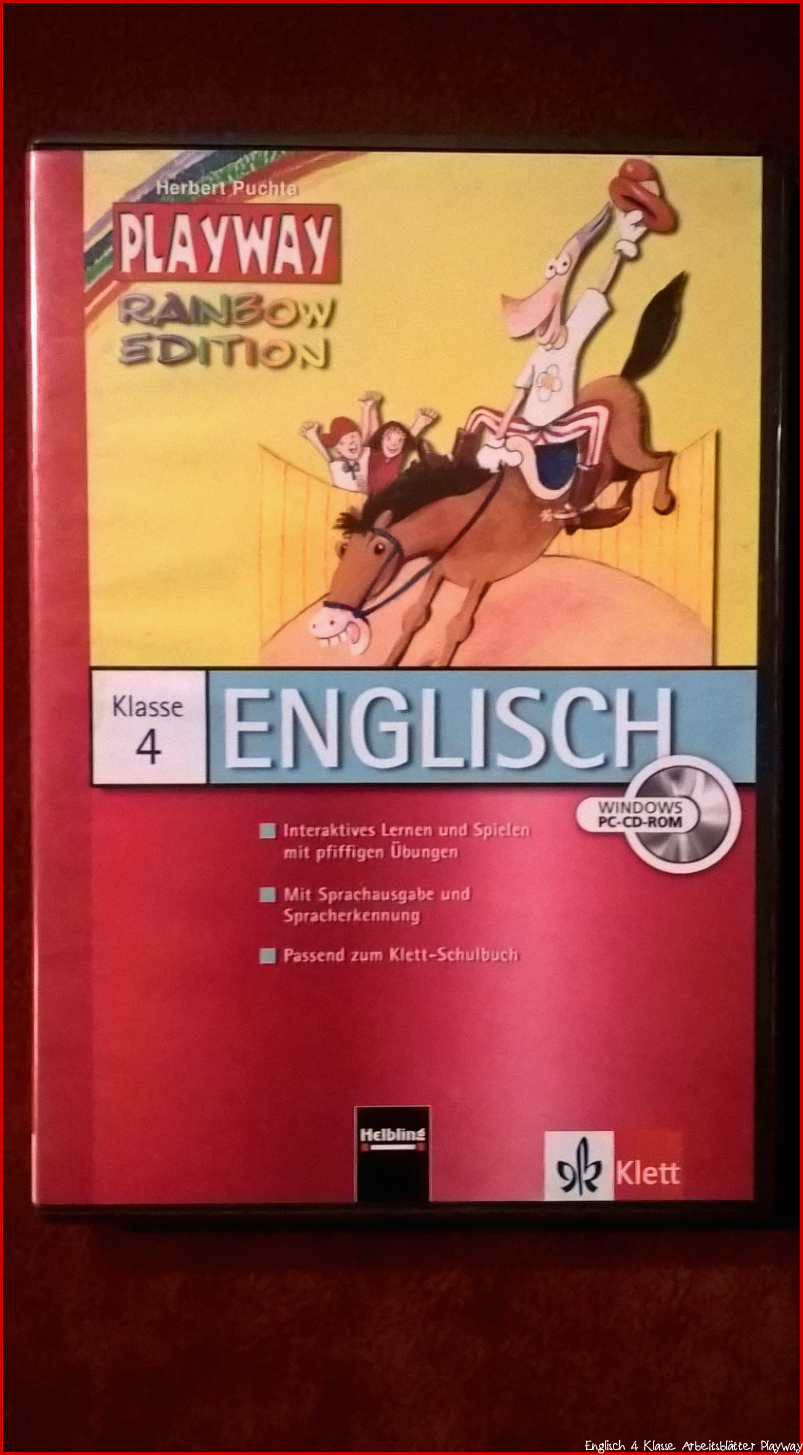 Herbert Puchta
PLAYWAY
RAINBOW
EDITION
Klasse
4
ENGLISCH
WINDOWS
PC-CD-ROM
Interaktives Lernen und Spielen
mit pfiffigen Übungen
Mit Sprachausgabe und
Spracherkennung
Passend zum Klett-Schulbuch
Helbling
Klett
Englisch 4 Klasse Arbeitsblätter Playway